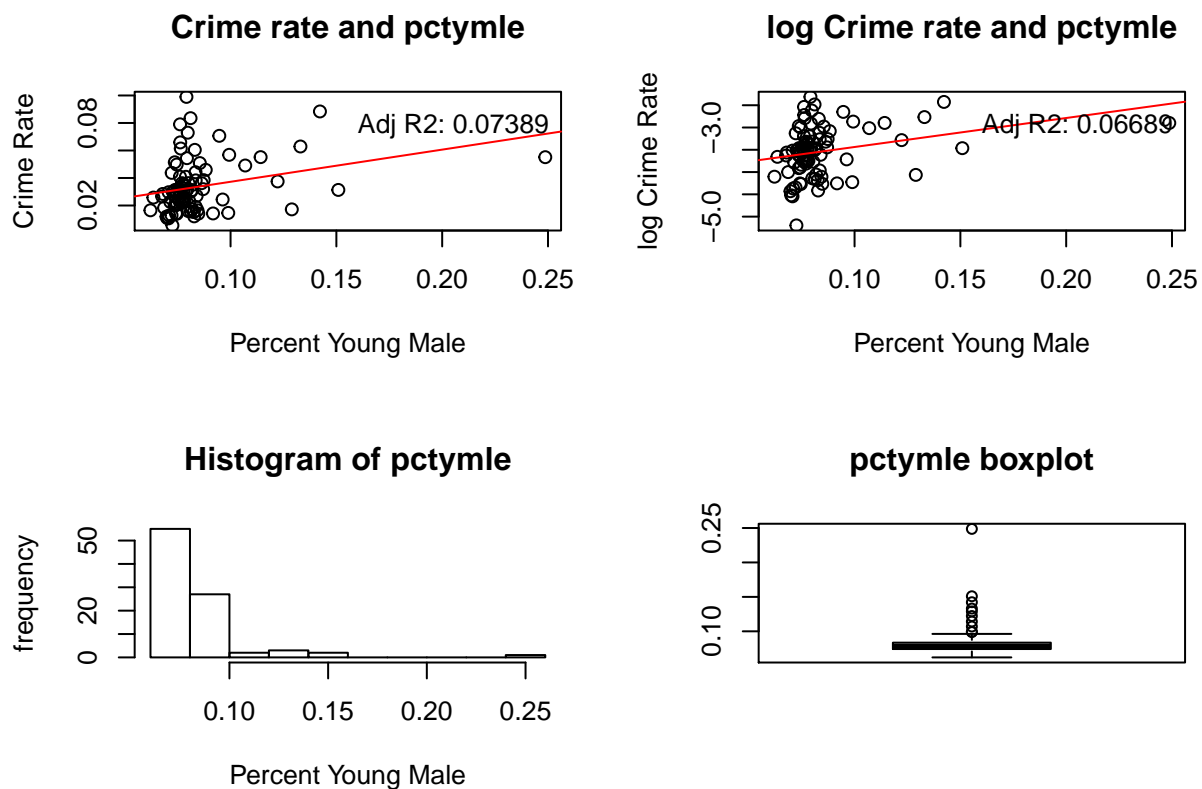 Crime rate and pctymle
Crime Rate
0.02 0.08
Adj R2: 0.07389
0.10 0.15 0.20 0.25
Percent Young Male
log Crime rate and pctymle
log Crime Rate
−5.0 −3.0
Adj R2: 0.06689
0.10 0.15 0.20 0.25
Percent Young Male
Histogram of pctymle
frequency
0 20 50
0.10 0.15 0.20 0.25
Percent Young Male
pctymle boxplot
0.10 0.25